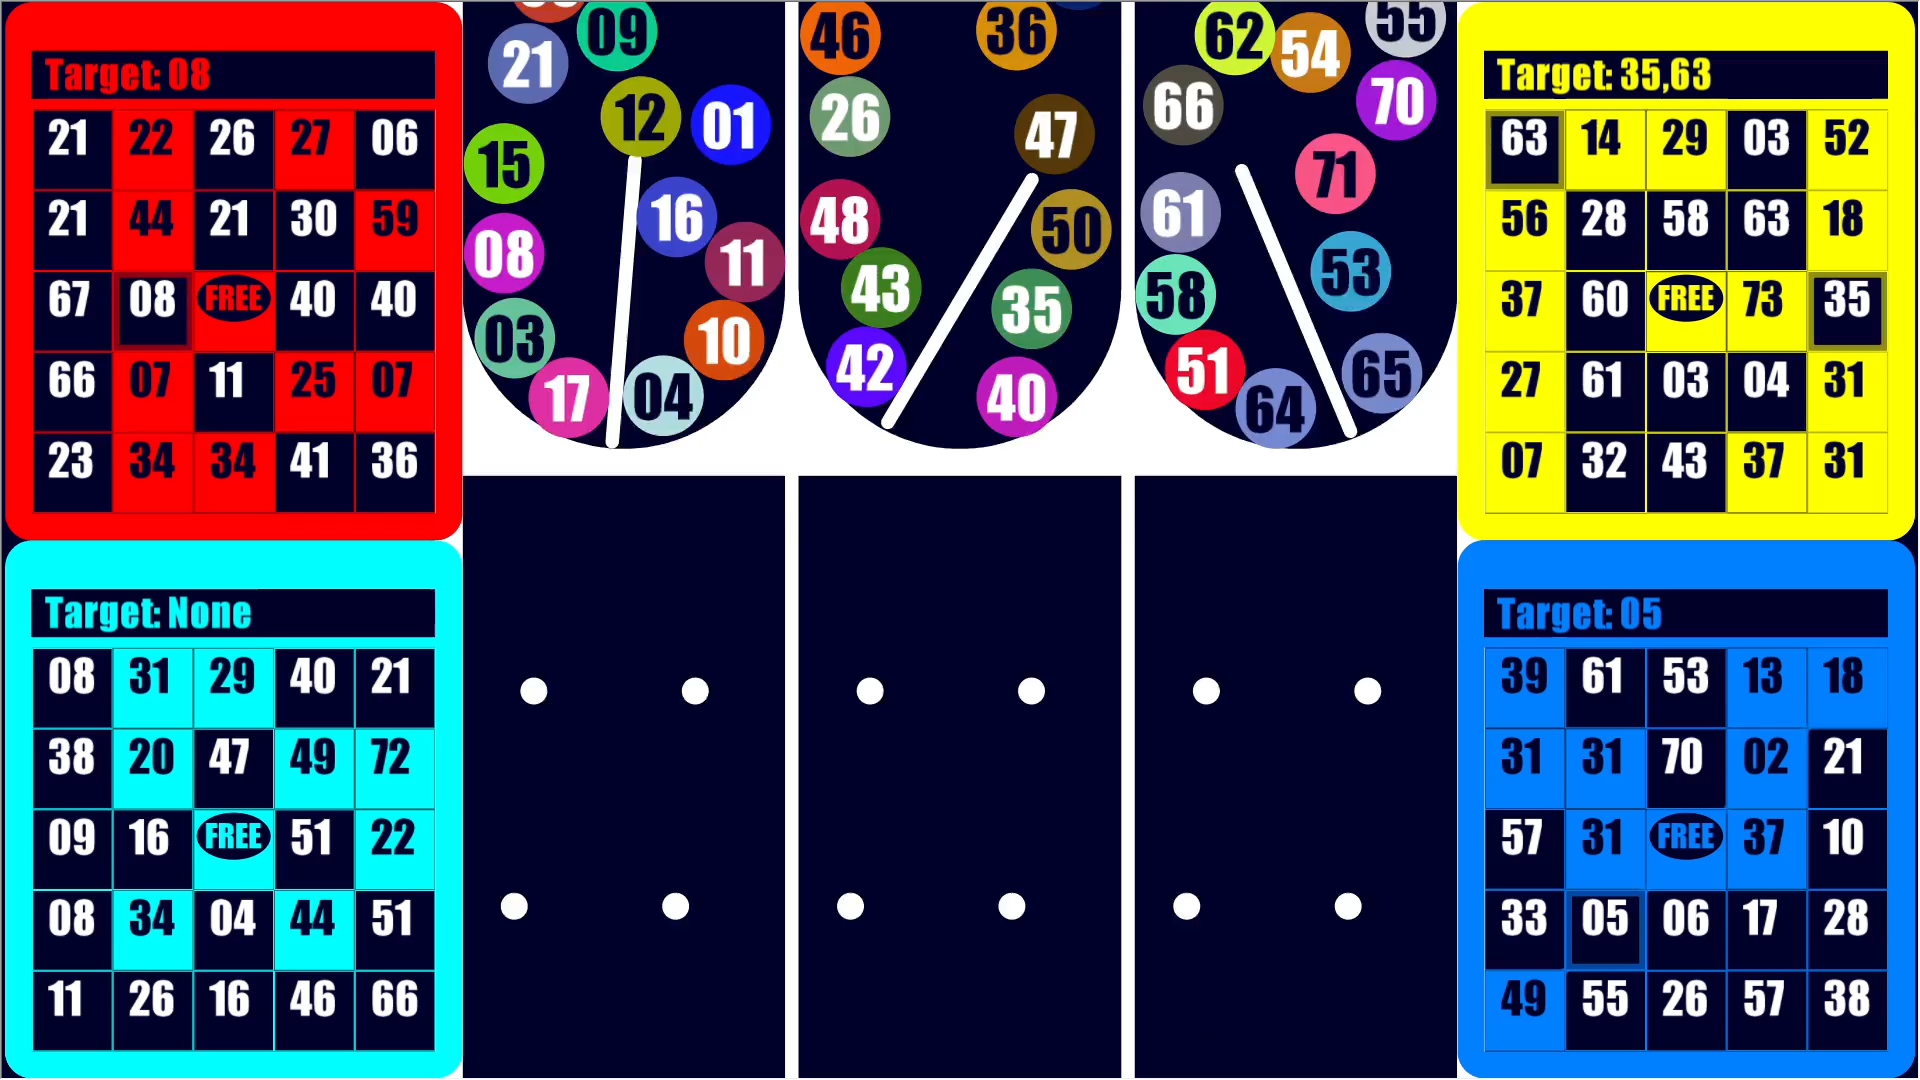 Target: 08
21 22 26 27 06
21 44 21 30 59
67 08 FREE 40 40
66 07 11 25 07
23 34 34 41 36
Target: None
08 31 29 40 21
38 20 47 49 72
09 16 FREE 51 22
08 34 04 44 51
11 26 16 46 66
09
21
12
01
15
16
08
11
03
10
17
04
46
36
26
47
48
50
43
35
42
40
62
55
54
70
66
71
61
53
58
51
65
64
Target: 35,63
63 14 29 03 52
56 28 58 63 18
37 60 FREE 73 35
27 61 03 04 31
07 32 43 37 31
Target: 05
39 61 53 13 18
31 31 70 02 21
57 31 FREE 37 10
33 05 06 17 28
49 55 26 57 38